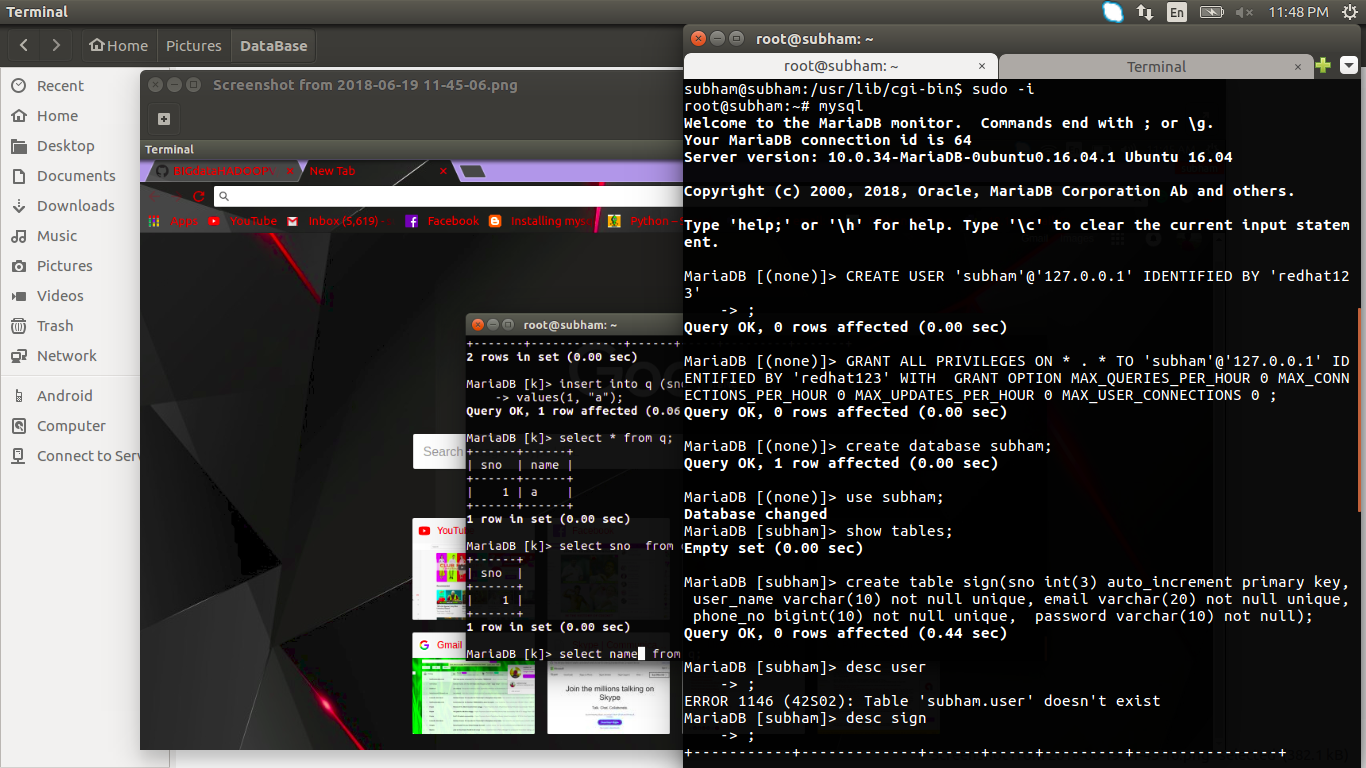 Terminal
En
11:48 PM
Home
Pictures
DataBase
Recent
Home
Desktop
Documents
Downloads
Music
Pictures
Videos
Trash
Network
Android
Computer
Connect to Serv
Screenshot from 2018-06-19 11-45-06.png
Terminal
New Tab
Apps
YouTube
Inbox (5,619) -
Facebook
Installing mys
Python -
Search
YouTu
Gmail
Join the millions talking on
Skype
root@subham: ~
+-------+-------------+------+
2 rows in set (0.00 sec)
MariaDB [k]> insert into q (sno
    -> values(1, "a");
Query OK, 1 row affected (0.06
MariaDB [k]> select * from q;
+------+------+
| sno  | name |
+------+------+
|    1 | a    |
+------+------+
1 row in set (0.00 sec)
MariaDB [k]> select sno  from
+------+
| sno  |
+------+
|    1 |
+------+
1 row in set (0.00 sec)
MariaDB [k]> select name from
root@subham: ~
root@subham: ~
Terminal
subham@subham:/usr/lib/cgi-bin$ sudo -i
root@subham:~# mysql
Welcome to the MariaDB monitor.  Commands end with ; or \g.
Your MariaDB connection id is 64
Server version: 10.0.34-MariaDB-0ubuntu0.16.04.1 Ubuntu 16.04
Copyright (c) 2000, 2018, Oracle, MariaDB Corporation Ab and others.
Type 'help;' or '\h' for help. Type '\c' to clear the current input statem
ent.
MariaDB [(none)]> CREATE USER 'subham'@'127.0.0.1' IDENTIFIED BY 'redhat12
3'
    -> ;
Query OK, 0 rows affected (0.00 sec)
MariaDB [(none)]> GRANT ALL PRIVILEGES ON * . * TO 'subham'@'127.0.0.1' ID
ENTIFIED BY 'redhat123' WITH  GRANT OPTION MAX_QUERIES_PER_HOUR 0 MAX_CONN
ECTIONS_PER_HOUR 0 MAX_UPDATES_PER_HOUR 0 MAX_USER_CONNECTIONS 0 ;
Query OK, 0 rows affected (0.00 sec)
MariaDB [(none)]> create database subham;
Query OK, 1 row affected (0.00 sec)
MariaDB [(none)]> use subham;
Database changed
MariaDB [subham]> show tables;
Empty set (0.00 sec)
MariaDB [subham]> create table sign(sno int(3) auto_increment primary key,
 user_name varchar(10) not null unique, email varchar(20) not null unique,
 phone_no bigint(10) not null unique,  password varchar(10) not null);
Query OK, 0 rows affected (0.44 sec)
MariaDB [subham]> desc user
    -> ;
ERROR 1146 (42S02): Table 'subham.user' doesn't exist
MariaDB [subham]> desc sign
    -> ;
+-----------+-------------+------+-----+---------+----------------+